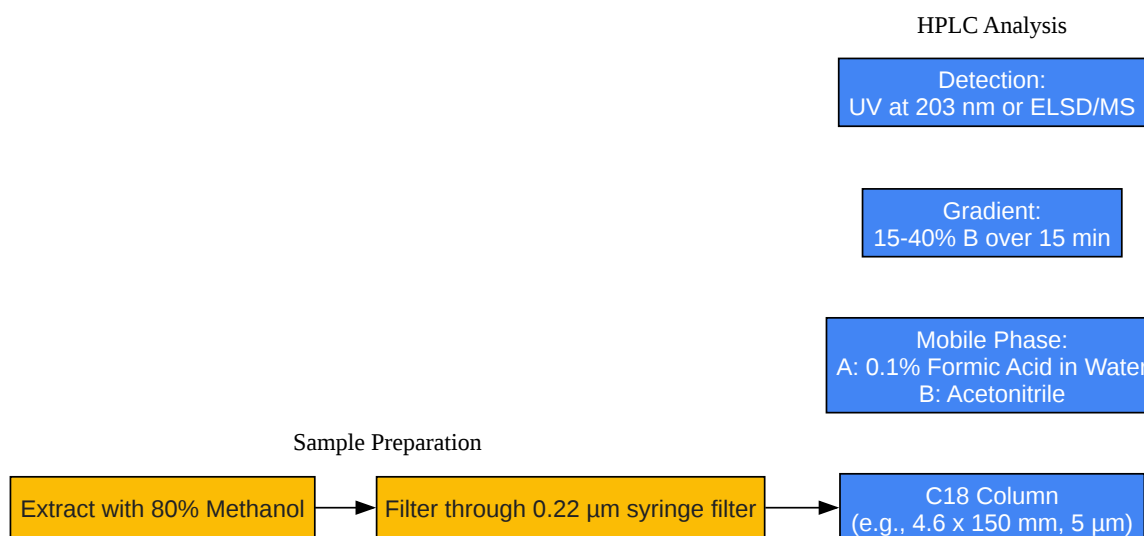 HPLC Analysis
Detection:
UV at 203 nm or ELSD/MS
Gradient:
15-40% B over 15 min
Mobile Phase:
A: 0.1% Formic Acid in Water
B: Acetonitrile
Sample Preparation
Extract with 80% Methanol
Filter through 0.22 µm syringe filter
C18 Column
(e.g., 4.6 x 150 mm, 5 µm)